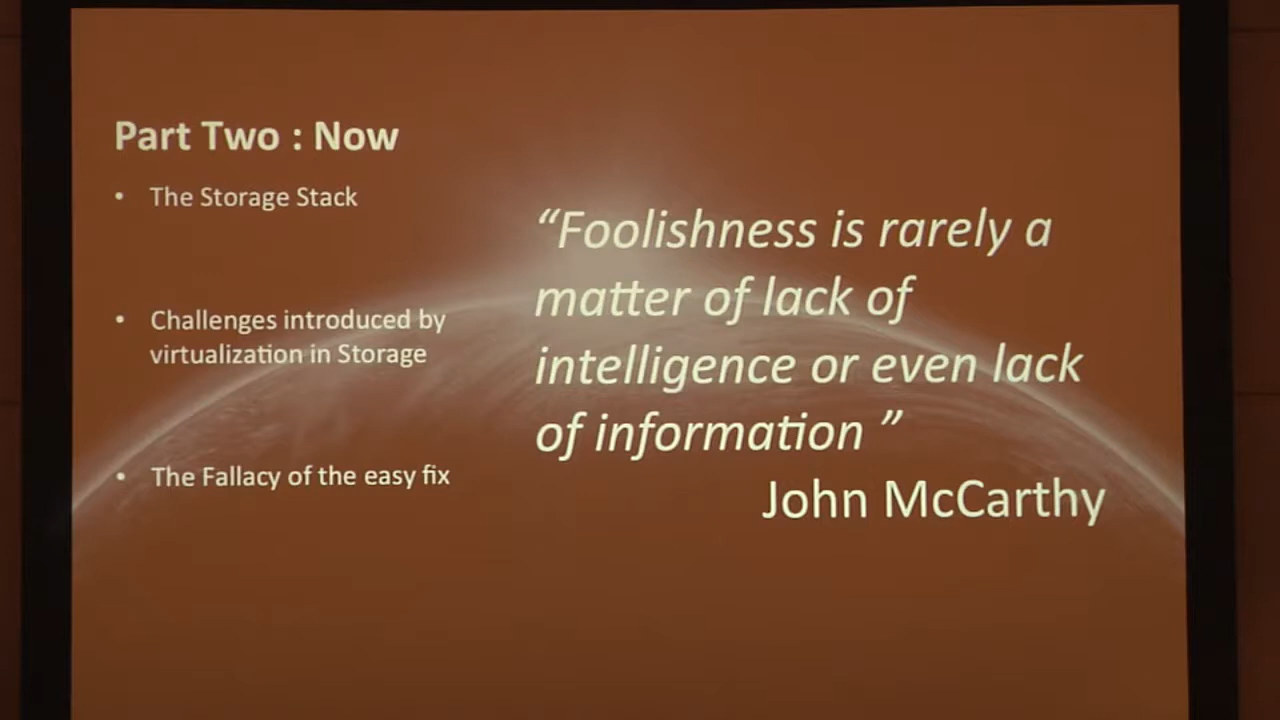 Part Two : Now
• The Storage Stack
• Challenges introduced by
virtualization in Storage
• The Fallacy of the easy fix
“Foolishness is rarely a
matter of lack of
intelligence or even lack
of information ”
John McCarthy